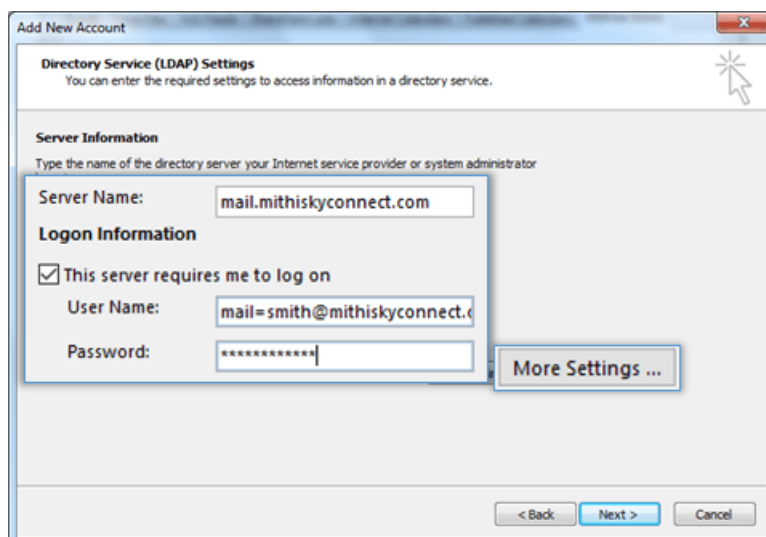 Add New Account
Directory Service (LDAP) Settings
You can enter the required settings to access information in a directory service.
Server Information
Type the name of the directory server your Internet service provider or system administrator
Server Name: mail.mithiskyconnect.com
Logon Information
This server requires me to log on
User Name: mail=smith@mithiskyconnect.c
Password: ************
More Settings ...
< Back Next > Cancel